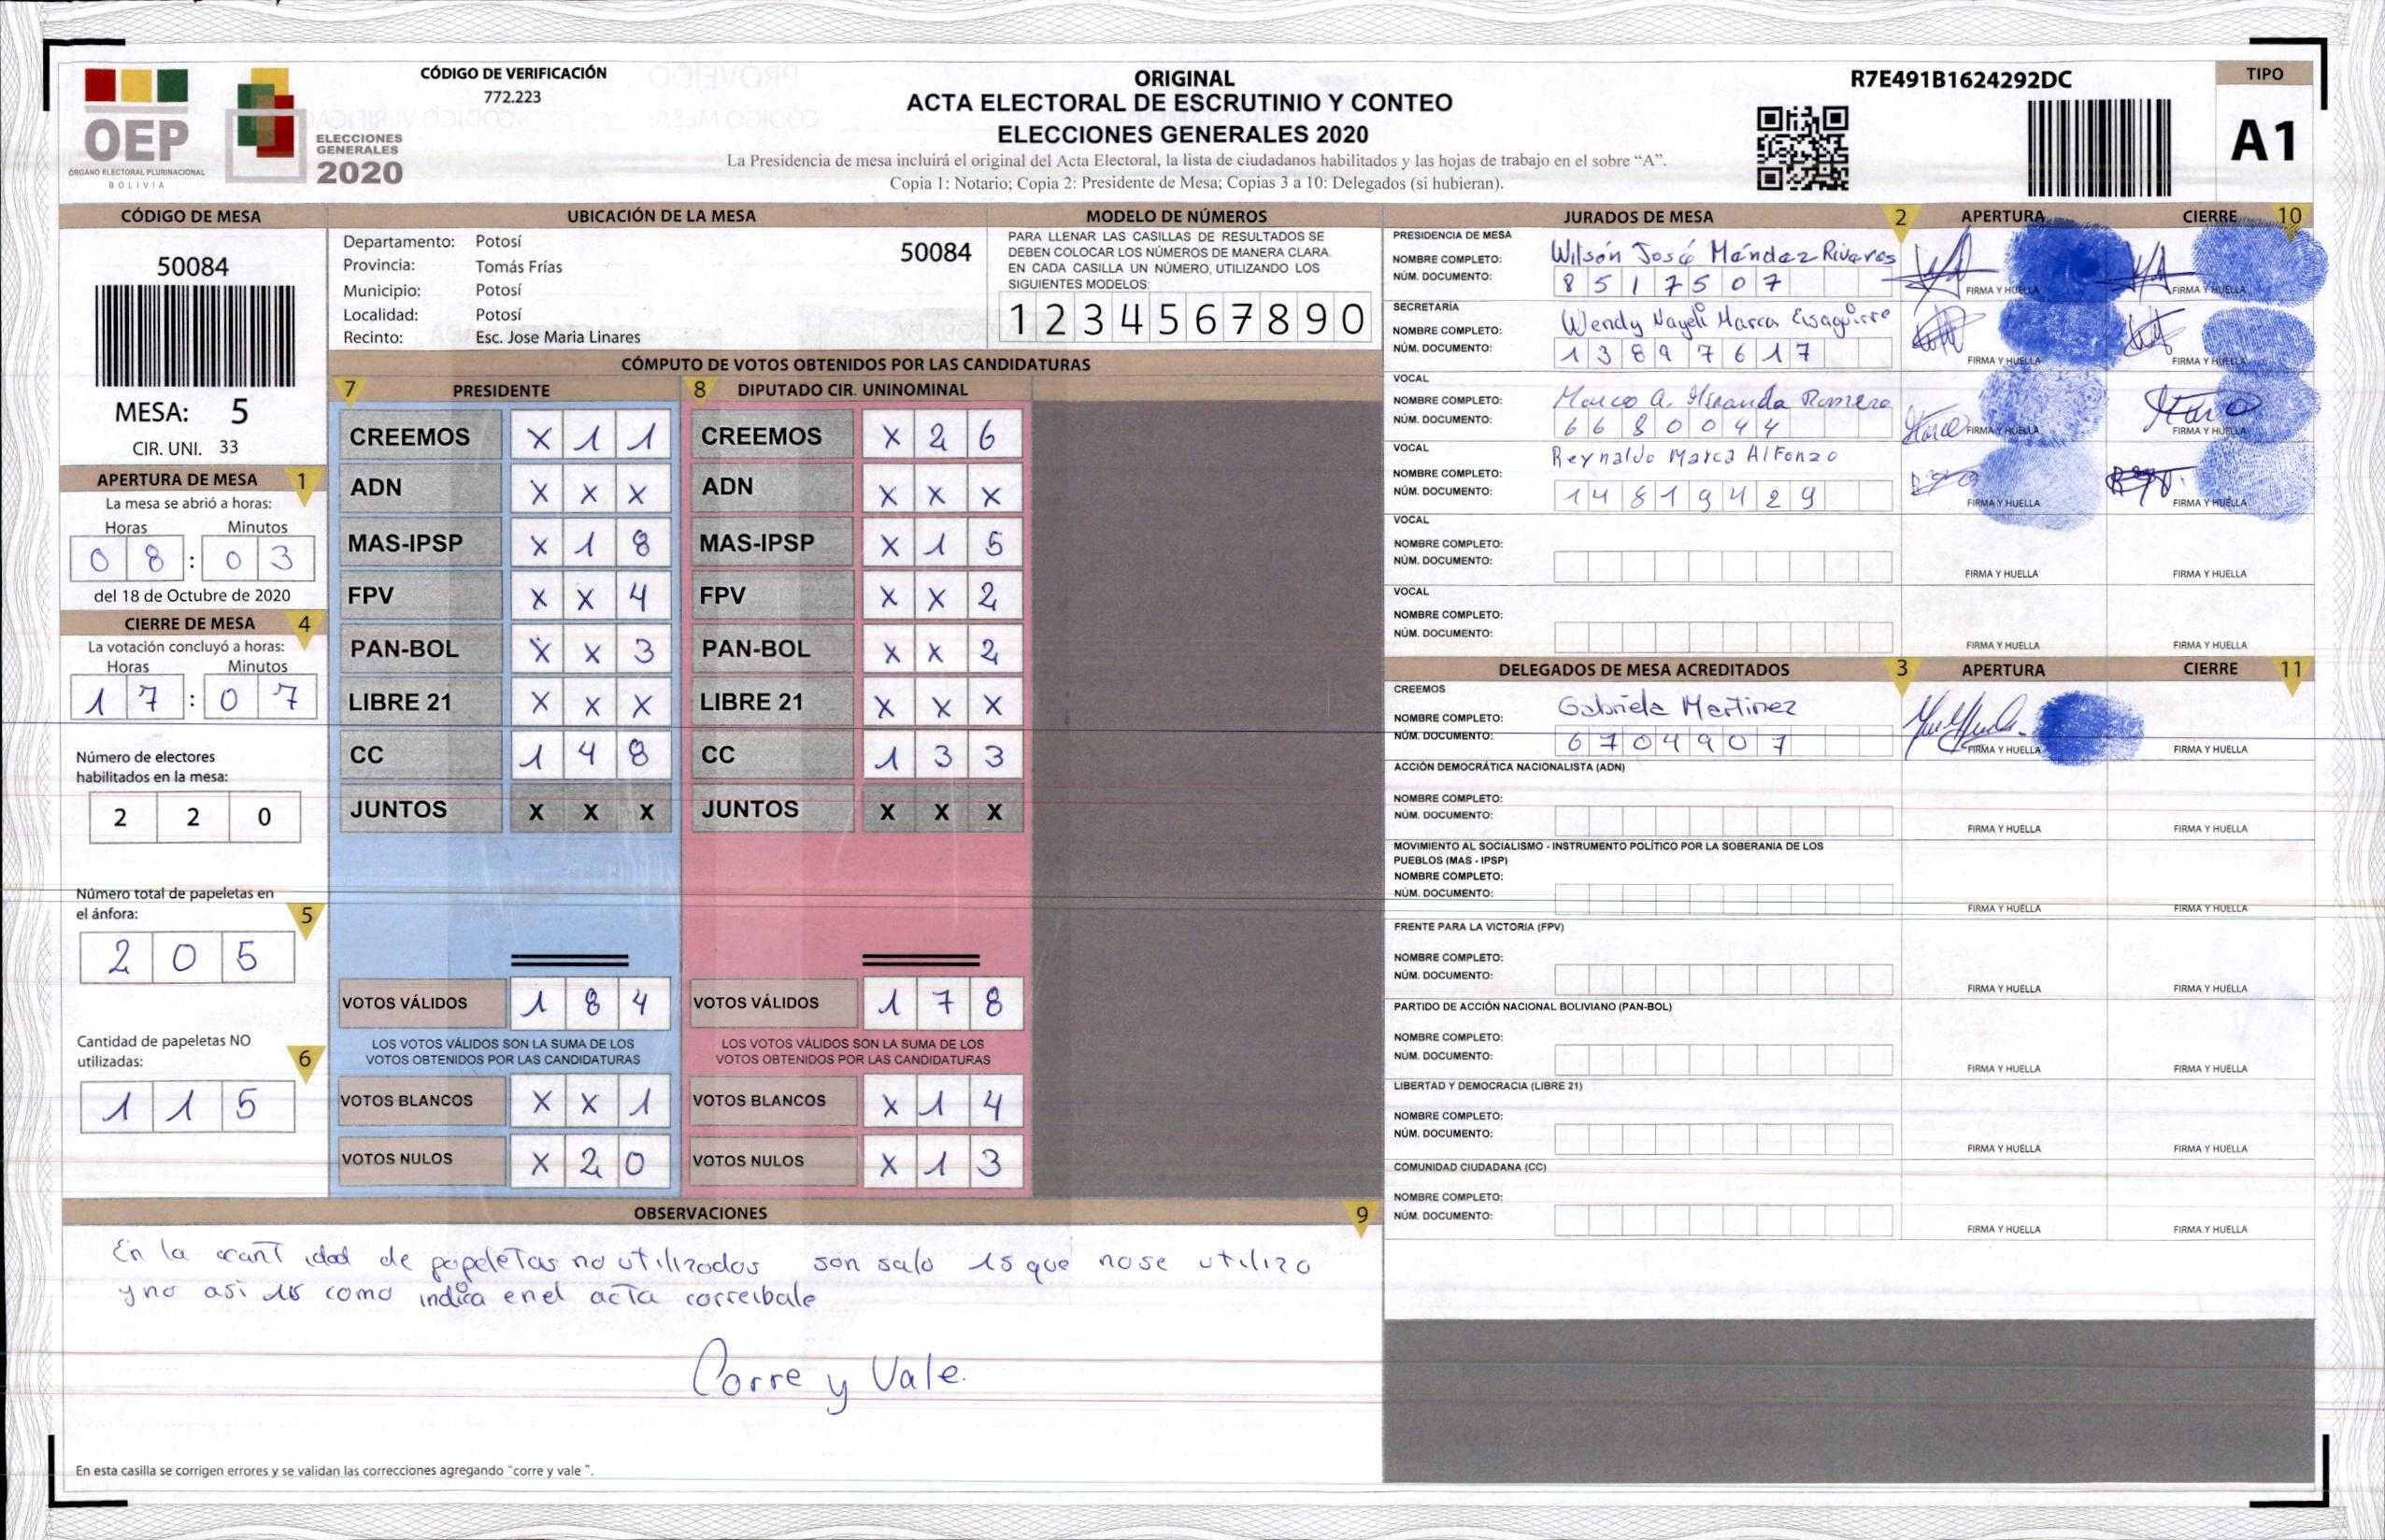 CÓDIGO DE VERIFICACIÓN
772.223
OEP
ÓRGANO ELECTORAL PLURINACIONAL
BOLIVIA
ELECCIONES
GENERALES
2020
ORIGINAL
ACTA ELECTORAL DE ESCRUTINIO Y CONTEO
ELECCIONES GENERALES 2020
La Presidencia de mesa incluirá el original del Acta Electoral, la lista de ciudadanos habilitados y las hojas de trabajo en el sobre “A”.
Copia 1: Notario; Copia 2: Presidente de Mesa; Copias 3 a 10: Delegados (si hubieran).
R7E491B1624292DC
TIPO
A1
CÓDIGO DE MESA
50084
MESA: 5
CIR. UNI. 33
APERTURA DE MESA 1
La mesa se abrió a horas:
Horas Minutos
0 8 : 0 3
del 18 de Octubre de 2020
CIERRE DE MESA 4
La votación concluyó a horas:
Horas Minutos
1 7 : 0 7
Número de electores
habilitados en la mesa:
2 2 0
Número total de papeletas en
el ánfora:
5
2 0 5
Cantidad de papeletas NO
utilizadas:
6
1 1 5
UBICACIÓN DE LA MESA
Departamento: Potosí
50084
Provincia: Tomás Frías
Municipio: Potosí
Localidad: Potosí
Recinto: Esc. Jose Maria Linares
MODELO DE NÚMEROS
PARA LLENAR LAS CASILLAS DE RESULTADOS SE
DEBEN COLOCAR LOS NÚMEROS DE MANERA CLARA.
EN CADA CASILLA UN NÚMERO, UTILIZANDO LOS
SIGUIENTES MODELOS:
1 2 3 4 5 6 7 8 9 0
CÓMPUTO DE VOTOS OBTENIDOS POR LAS CANDIDATURAS
7 PRESIDENTE
CREEMOS X 1 1
ADN X X X
MAS-IPSP X 1 8
FPV X X 4
PAN-BOL X X 3
LIBRE 21 X X X
CC 1 4 8
JUNTOS X X X
VOTOS VÁLIDOS 1 8 4
LOS VOTOS VÁLIDOS SON LA SUMA DE LOS
VOTOS OBTENIDOS POR LAS CANDIDATURAS
VOTOS BLANCOS X X 1
VOTOS NULOS X 2 0
8 DIPUTADO CIR. UNINOMINAL
CREEMOS X 2 6
ADN X X X
MAS-IPSP X 1 5
FPV X X 2
PAN-BOL X X 2
LIBRE 21 X X X
CC 1 3 3
JUNTOS X X X
VOTOS VÁLIDOS 1 7 8
LOS VOTOS VÁLIDOS SON LA SUMA DE LOS
VOTOS OBTENIDOS POR LAS CANDIDATURAS
VOTOS BLANCOS X 1 4
VOTOS NULOS X 1 3
OBSERVACIONES 9
En la cantidad de papeletas no utilizadas son salo 15 que nose utilizo
y no asi como indica enel acta correibale
Corre y Vale.
En esta casilla se corrigen errores y se validan las correcciones agregando “corre y vale ”.
JURADOS DE MESA 2 APERTURA CIERRE 10
PRESIDENCIA DE MESA
NOMBRE COMPLETO: Wilson José Méndez Rivares
NÚM. DOCUMENTO: 8 5 1 7 5 0 7
FIRMA Y HUELLA FIRMA Y HUELLA
SECRETARÍA
NOMBRE COMPLETO: Wendy Nayeli Marca Eisaguirre
NÚM. DOCUMENTO: 1 3 8 9 7 6 1 7
FIRMA Y HUELLA FIRMA Y HUELLA
VOCAL
NOMBRE COMPLETO: Marco A. Miranda Romero
NÚM. DOCUMENTO: 6 6 8 0 0 4 4
FIRMA Y HUELLA FIRMA Y HUELLA
VOCAL
NOMBRE COMPLETO: Reynaldo Marca Alfonzo
NÚM. DOCUMENTO: 1 4 8 1 9 4 2 9
FIRMA Y HUELLA FIRMA Y HUELLA
VOCAL
NOMBRE COMPLETO:
NÚM. DOCUMENTO:
FIRMA Y HUELLA FIRMA Y HUELLA
VOCAL
NOMBRE COMPLETO:
NÚM. DOCUMENTO:
FIRMA Y HUELLA FIRMA Y HUELLA
DELEGADOS DE MESA ACREDITADOS 3 APERTURA CIERRE 11
CREEMOS
NOMBRE COMPLETO: Gabriela Martinez
NÚM. DOCUMENTO: 6 7 0 4 9 0 7
FIRMA Y HUELLA FIRMA Y HUELLA
ACCIÓN DEMOCRÁTICA NACIONALISTA (ADN)
NOMBRE COMPLETO:
NÚM. DOCUMENTO:
FIRMA Y HUELLA FIRMA Y HUELLA
MOVIMIENTO AL SOCIALISMO - INSTRUMENTO POLÍTICO POR LA SOBERANIA DE LOS
PUEBLOS (MAS - IPSP)
NOMBRE COMPLETO:
NÚM. DOCUMENTO:
FIRMA Y HUELLA FIRMA Y HUELLA
FRENTE PARA LA VICTORIA (FPV)
NOMBRE COMPLETO:
NÚM. DOCUMENTO:
FIRMA Y HUELLA FIRMA Y HUELLA
PARTIDO DE ACCIÓN NACIONAL BOLIVIANO (PAN-BOL)
NOMBRE COMPLETO:
NÚM. DOCUMENTO:
FIRMA Y HUELLA FIRMA Y HUELLA
LIBERTAD Y DEMOCRACIA (LIBRE 21)
NOMBRE COMPLETO:
NÚM. DOCUMENTO:
FIRMA Y HUELLA FIRMA Y HUELLA
COMUNIDAD CIUDADANA (CC)
NOMBRE COMPLETO:
NÚM. DOCUMENTO:
FIRMA Y HUELLA FIRMA Y HUELLA